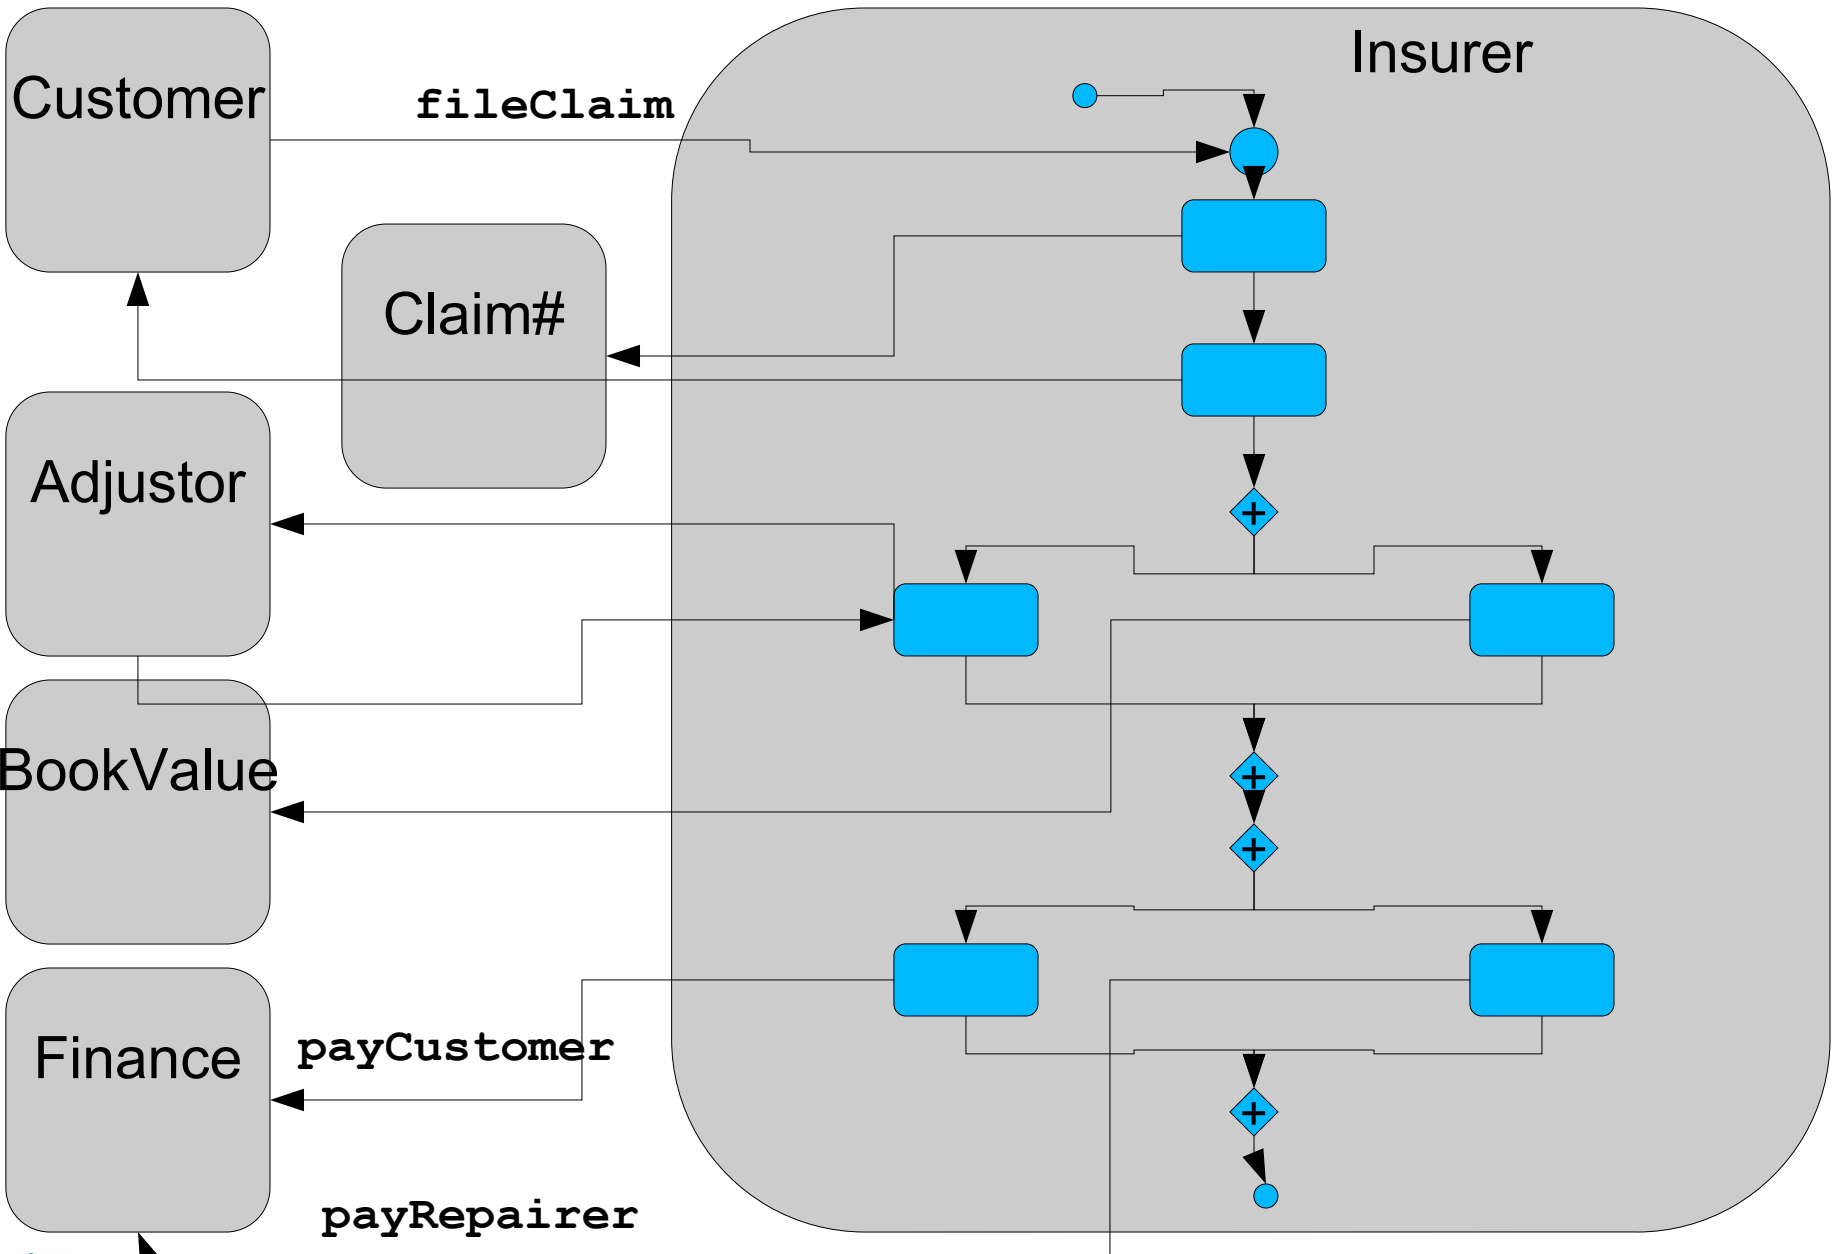 Insurer
Customer
fileClaim
Claim#
Adjustor
+
BookValue
+
+
Finance
payCustomer
+
payRepairer